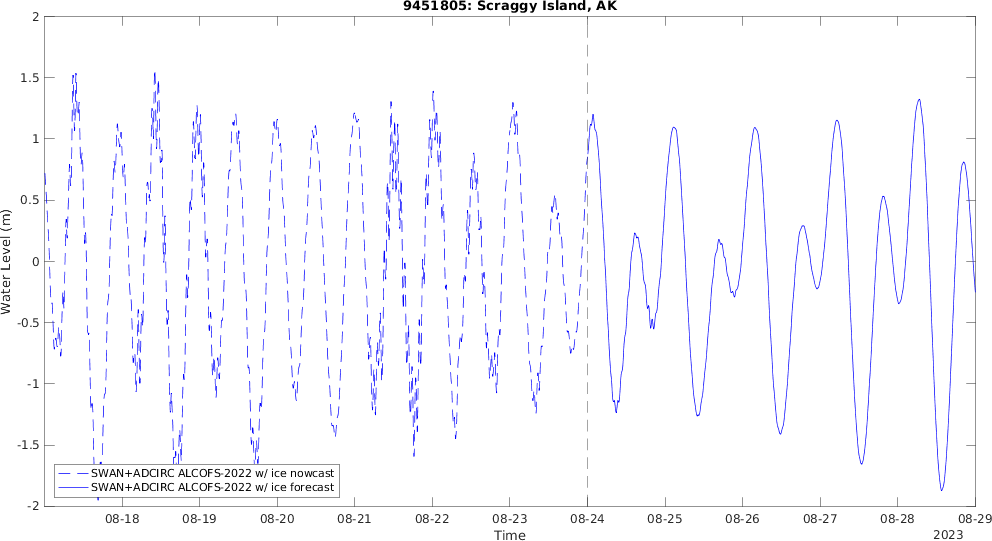 9451805: Scraggy Island, AK
2
1.5
1
0.5
0
-0.5
-1
-1.5
-2
Water Level (m)
SWAN+ADCIRC ALCOFS-2022 w/ ice nowcast
SWAN+ADCIRC ALCOFS-2022 w/ ice forecast
08-18 08-19 08-20 08-21 08-22 08-23 08-24 08-25 08-26 08-27 08-28 08-29
Time
2023